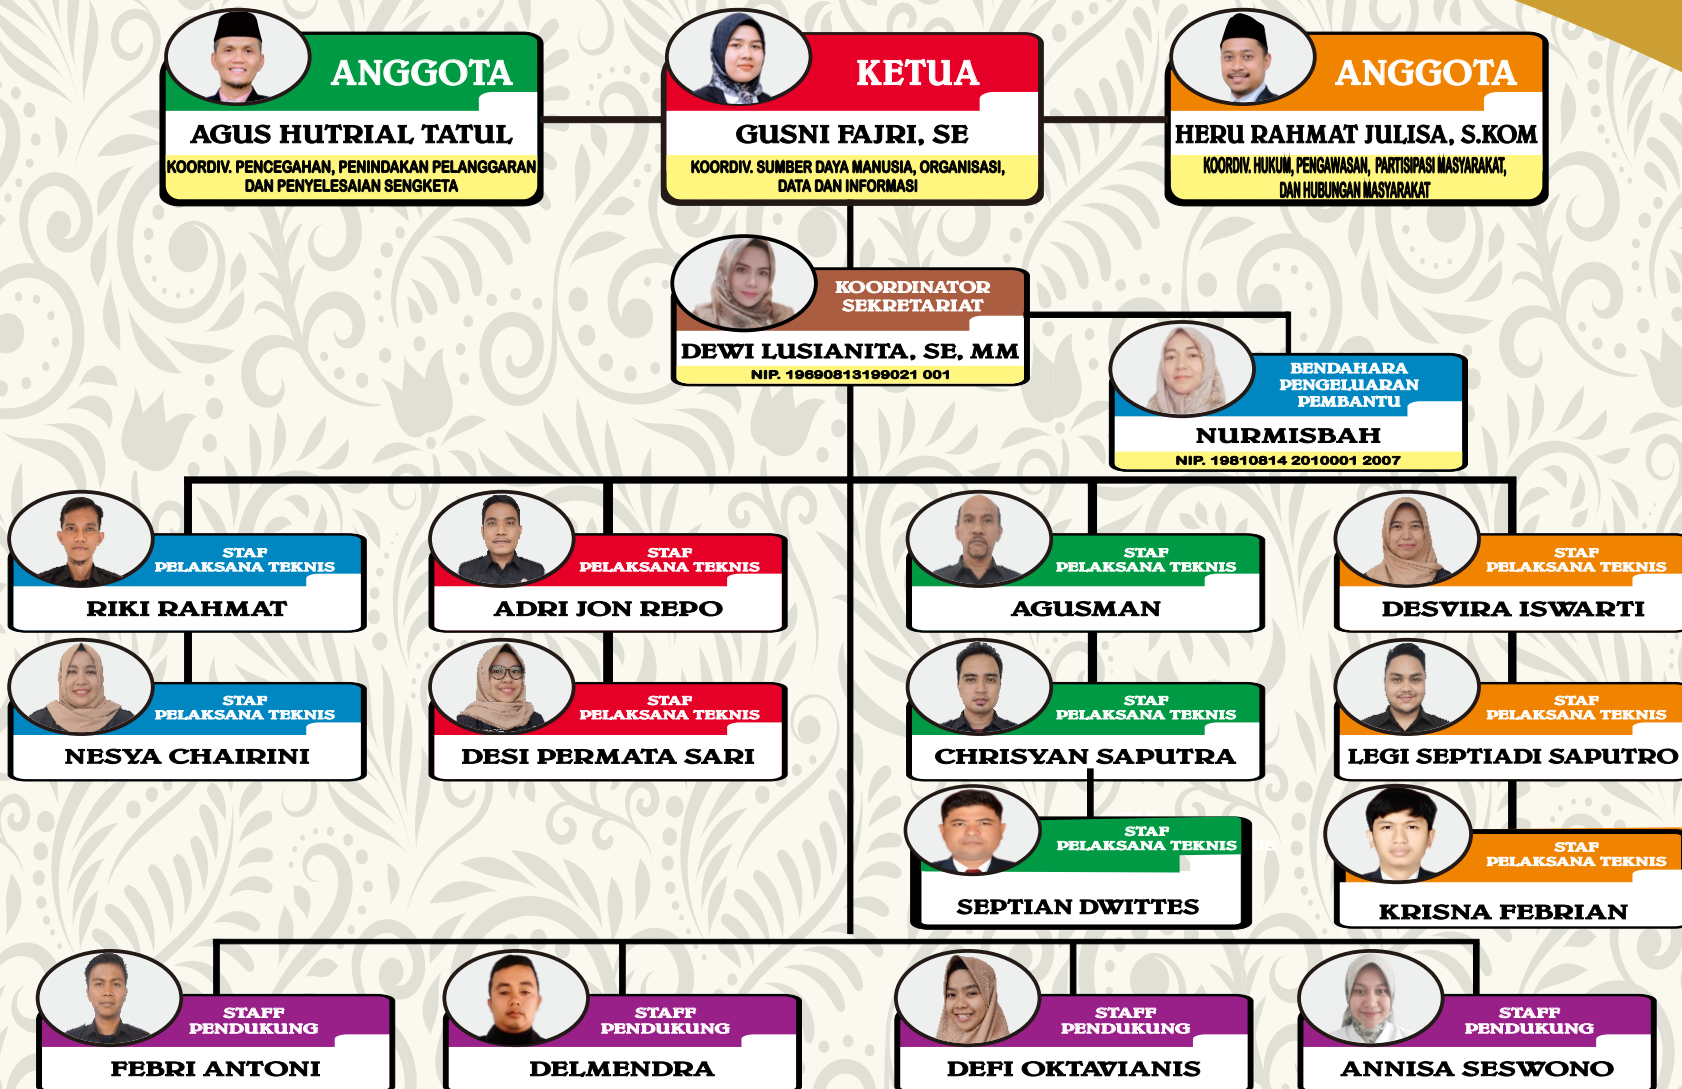 ANGGOTA
AGUS HUTRIAL TATUL
KOORDIV. PENCEGAHAN, PENINDAKAN PELANGGARAN
DAN PENYELESAIAN SENGKETA
KETUA
GUSNI FAJRI, SE
KOORDIV. SUMBER DAYA MANUSIA, ORGANISASI,
DATA DAN INFORMASI
ANGGOTA
HERU RAHMAT JULISA, S.KOM
KOORDIV. HUKUM, PENGAWASAN, PARTISIPASI MASYARAKAT,
DAN HUBUNGAN MASYARAKAT
KOORDINATOR
SEKRETARIAT
DEWI LUSIANITA, SE, MM
NIP. 19690813199021 001
BENDAHARA
PENGELUARAN
PEMBANTU
NURMISBAH
NIP. 19810814 2010001 2007
STAF
PELAKSANA TEKNIS
RIKI RAHMAT
STAF
PELAKSANA TEKNIS
ADRI JON REPO
STAF
PELAKSANA TEKNIS
AGUSMAN
STAF
PELAKSANA TEKNIS
DESVIRA ISWARTI
STAF
PELAKSANA TEKNIS
NESYA CHAIRINI
STAF
PELAKSANA TEKNIS
DESI PERMATA SARI
STAF
PELAKSANA TEKNIS
CHRISYAN SAPUTRA
STAF
PELAKSANA TEKNIS
LEGI SEPTIADI SAPUTRO
STAF
PELAKSANA TEKNIS
SEPTIAN DWITTES
STAF
PELAKSANA TEKNIS
KRISNA FEBRIAN
STAFF
PENDUKUNG
FEBRI ANTONI
STAFF
PENDUKUNG
DELMENDRA
STAFF
PENDUKUNG
DEFI OKTAVIANIS
STAFF
PENDUKUNG
ANNISA SESWONO